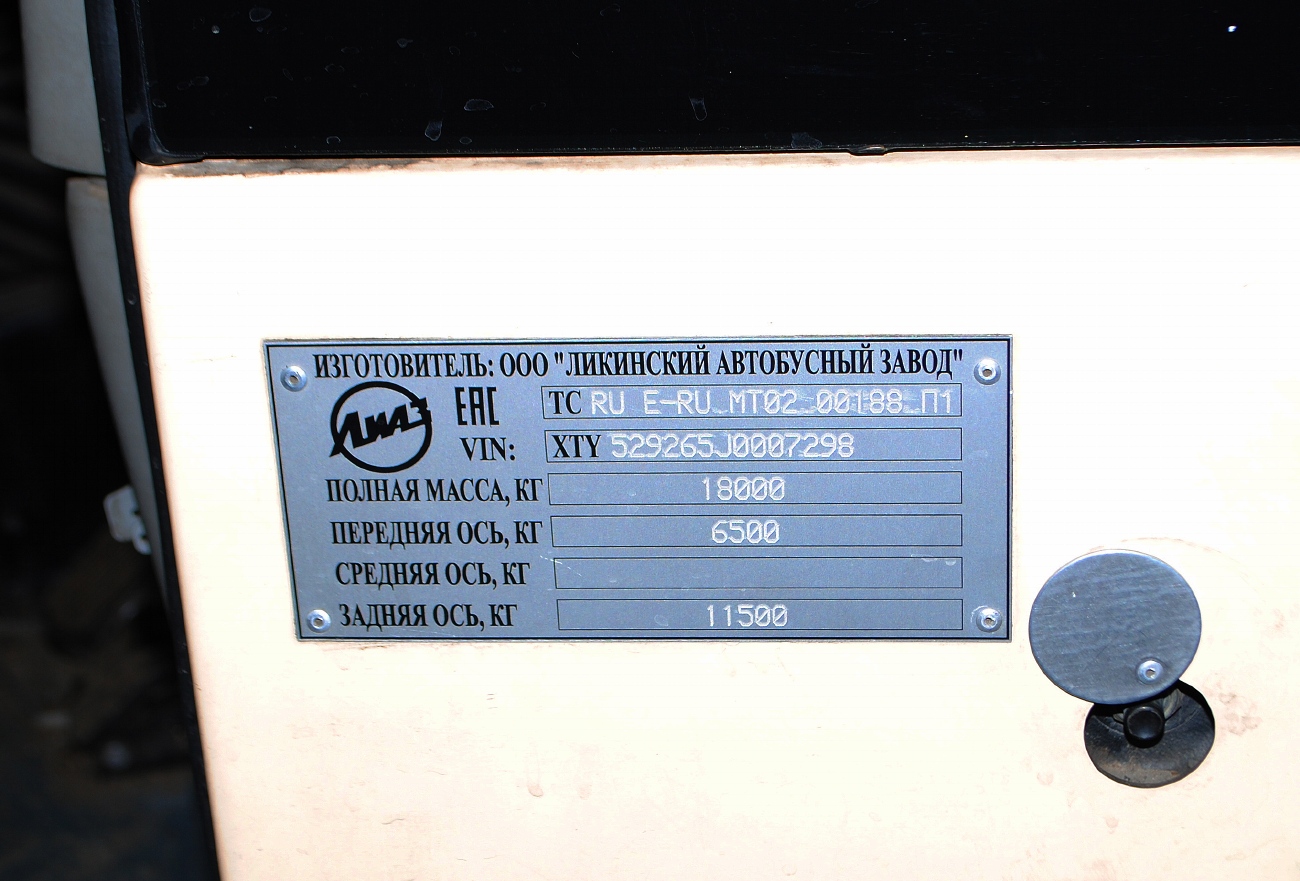 ИЗГОТОВИТЕЛЬ: ООО "ЛИКИНСКИЙ АВТОБУСНЫЙ ЗАВОД"
ЛиАЗ EAC ТС RU E-RU.MT02.00188.П1
VIN: XTY 529265J0007298
ПОЛНАЯ МАССА, КГ 18000
ПЕРЕДНЯЯ ОСЬ, КГ 6500
СРЕДНЯЯ ОСЬ, КГ
ЗАДНЯЯ ОСЬ, КГ 11500